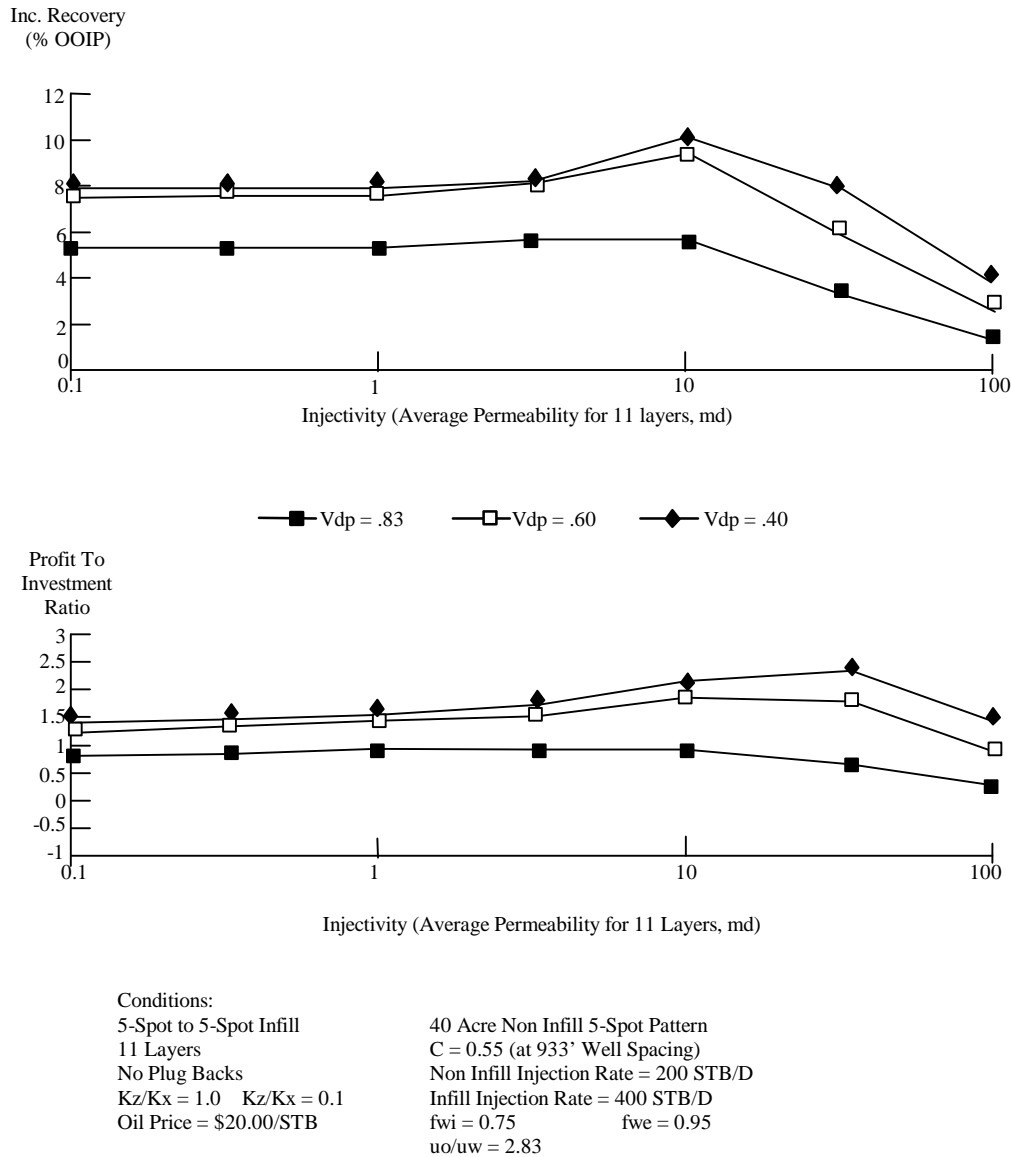 Inc. Recovery
(% OOIP)
12
10
8
6
4
2
0
0.1
1
10
100
Injectivity (Average Permeability for 11 layers, md)
Vdp = .83
Vdp = .60
Vdp = .40
Profit To
Investment
Ratio
3
2.5
2
1.5
1
0.5
0
-0.5
-1
0.1
1
10
100
Injectivity (Average Permeability for 11 Layers, md)
Conditions:
5-Spot to 5-Spot Infill
11 Layers
No Plug Backs
Kz/Kx = 1.0 Kz/Kx = 0.1
Oil Price = $20.00/STB
40 Acre Non Infill 5-Spot Pattern
C = 0.55 (at 933’ Well Spacing)
Non Infill Injection Rate = 200 STB/D
Infill Injection Rate = 400 STB/D
fwi = 0.75 fwe = 0.95
uo/uw = 2.83